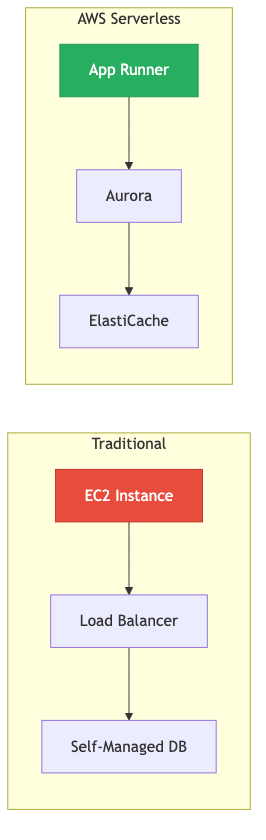 AWS Serverless
App Runner
Aurora
ElastiCache
Traditional
EC2 Instance
Load Balancer
Self-Managed DB